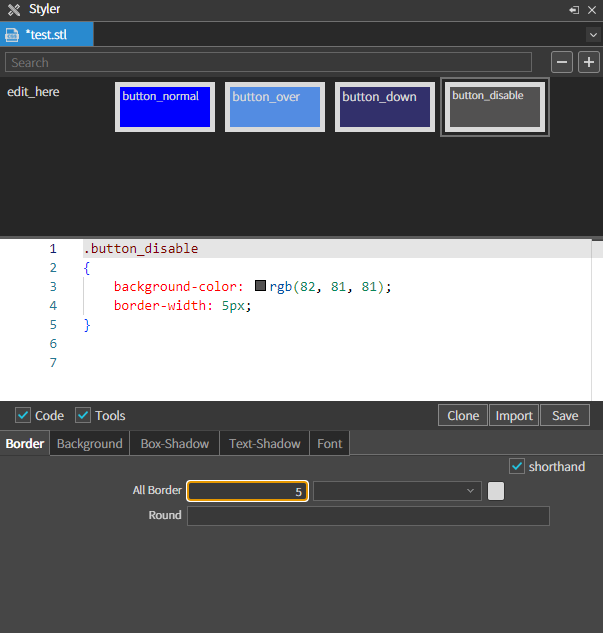 Styler
*test.stl
Search
edit_here
button_normal
button_over
button_down
button_disable
1 .button_disable
2 {
3 background-color: rgb(82, 81, 81);
4 border-width: 5px;
5 }
6
7
Code Tools Clone Import Save
Border Background Box-Shadow Text-Shadow Font
shorthand
All Border 5
Round